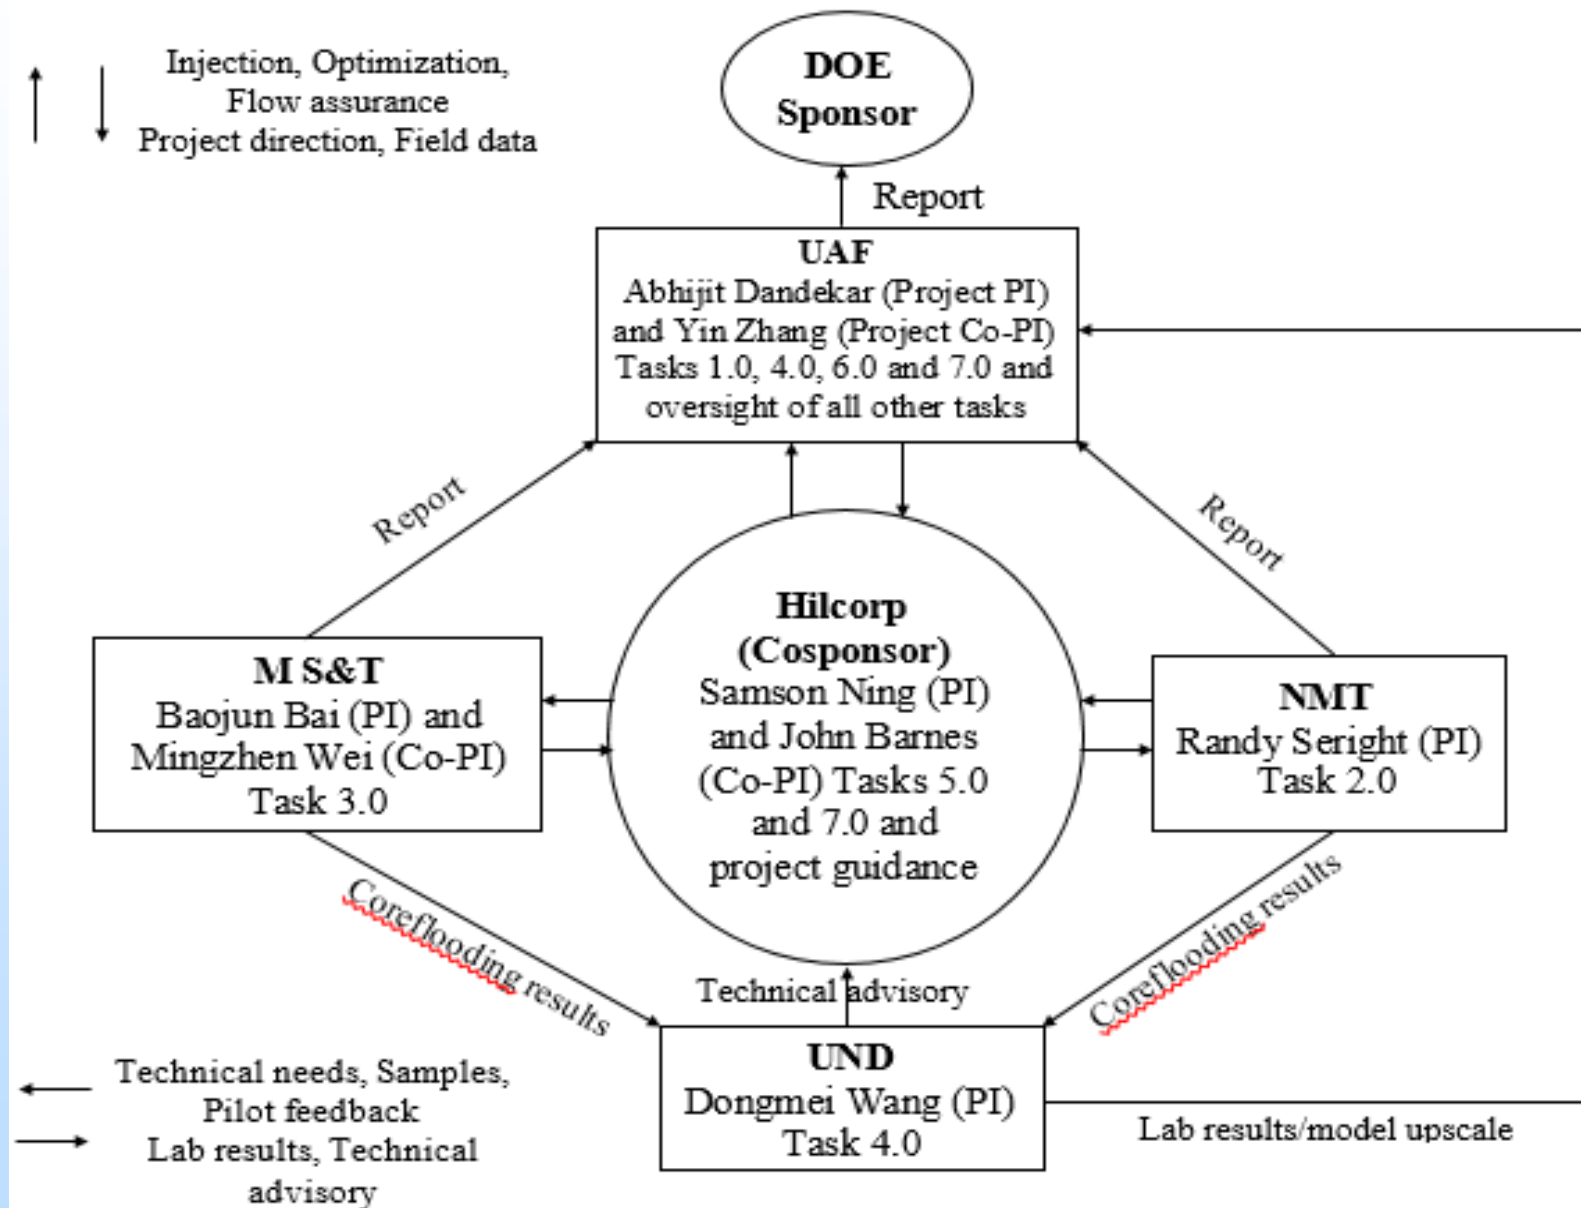 Injection, Optimization,
Flow assurance
Project direction, Field data
DOE
Sponsor
Report
UAF
Abhijit Dandekar (Project PI)
and Yin Zhang (Project Co-PI)
Tasks 1.0, 4.0, 6.0 and 7.0 and
oversight of all other tasks
Report
Report
M S&T
Baojun Bai (PI) and
Mingzhen Wei (Co-PI)
Task 3.0
Hilcorp
(Cosponsor)
Samson Ning (PI)
and John Barnes
(Co-PI) Tasks 5.0
and 7.0 and
project guidance
NMT
Randy Seright (PI)
Task 2.0
Coreflooding results
Coreflooding results
Technical advisory
UND
Dongmei Wang (PI)
Task 4.0
Lab results/model upscale
Technical needs, Samples,
Pilot feedback
Lab results, Technical
advisory